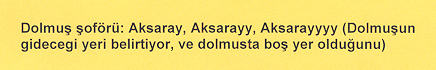 Dolmuş şoförü: Aksaray, Aksarayy, Aksarayyyy (Dolmuşun
gidecegi yeri belirtiyor, ve dolmusta boş yer olduğunu)